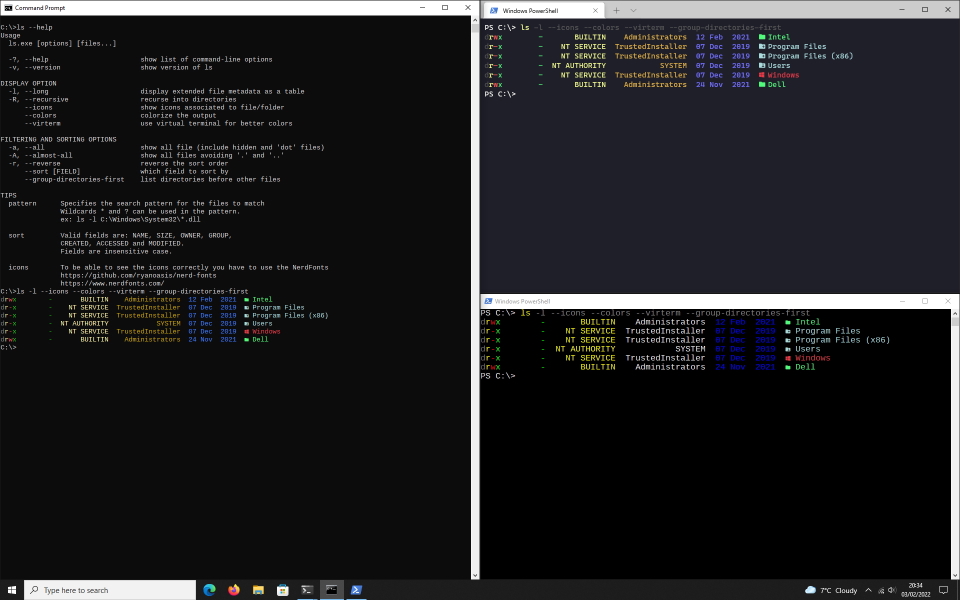 Command Prompt
C:\>ls --help
Usage
ls.exe [options] [files...]
-?, --help show list of command-line options
-v, --version show version of ls
DISPLAY OPTION
-l, --long display extended file metadata as a table
-R, --recursive recurse into directories
--icons show icons associated to file/folder
--colors colorize the output
--virterm use virtual terminal for better colors
FILTERING AND SORTING OPTIONS
-a, --all show all file (include hidden and 'dot' files)
-A, --almost-all show all files avoiding '.' and '..'
-r, --reverse reverse the sort order
--sort [FIELD] which field to sort by
--group-directories-first list directories before other files
TIPS
pattern Specifies the search pattern for the files to match
Wildcards * and ? can be used in the pattern.
ex: ls -l C:\Windows\System32\*.dll
sort Valid fields are: NAME, SIZE, OWNER, GROUP,
CREATED, ACCESSED and MODIFIED.
Fields are insensitive case.
icons To be able to see the icons correctly you have to use the NerdFonts
https://github.com/ryanoasis/nerd-fonts
https://www.nerdfonts.com/
C:\>ls -l --icons --colors --virterm --group-directories-first
drwx - BUILTIN Administrators 12 Feb 2021 Intel
dr-x - NT SERVICE TrustedInstaller 07 Dec 2019 Program Files
dr-x - NT SERVICE TrustedInstaller 07 Dec 2019 Program Files (x86)
dr-x - NT AUTHORITY SYSTEM 07 Dec 2019 Users
dr-x - NT SERVICE TrustedInstaller 07 Dec 2019 Windows
drwx - BUILTIN Administrators 24 Nov 2021 Dell
C:\>
Windows PowerShell
PS C:\> ls -l --icons --colors --virterm --group-directories-first
drwx - BUILTIN Administrators 12 Feb 2021 Intel
dr-x - NT SERVICE TrustedInstaller 07 Dec 2019 Program Files
dr-x - NT SERVICE TrustedInstaller 07 Dec 2019 Program Files (x86)
dr-x - NT AUTHORITY SYSTEM 07 Dec 2019 Users
dr-x - NT SERVICE TrustedInstaller 07 Dec 2019 Windows
drwx - BUILTIN Administrators 24 Nov 2021 Dell
PS C:\>
Windows PowerShell
PS C:\> ls -l --icons --colors --virterm --group-directories-first
drwx - BUILTIN Administrators 12 Feb 2021 Intel
dr-x - NT SERVICE TrustedInstaller 07 Dec 2019 Program Files
dr-x - NT SERVICE TrustedInstaller 07 Dec 2019 Program Files (x86)
dr-x - NT AUTHORITY SYSTEM 07 Dec 2019 Users
dr-x - NT SERVICE TrustedInstaller 07 Dec 2019 Windows
drwx - BUILTIN Administrators 24 Nov 2021 Dell
PS C:\>
Type here to search
7°C Cloudy
20:34
03/02/2022